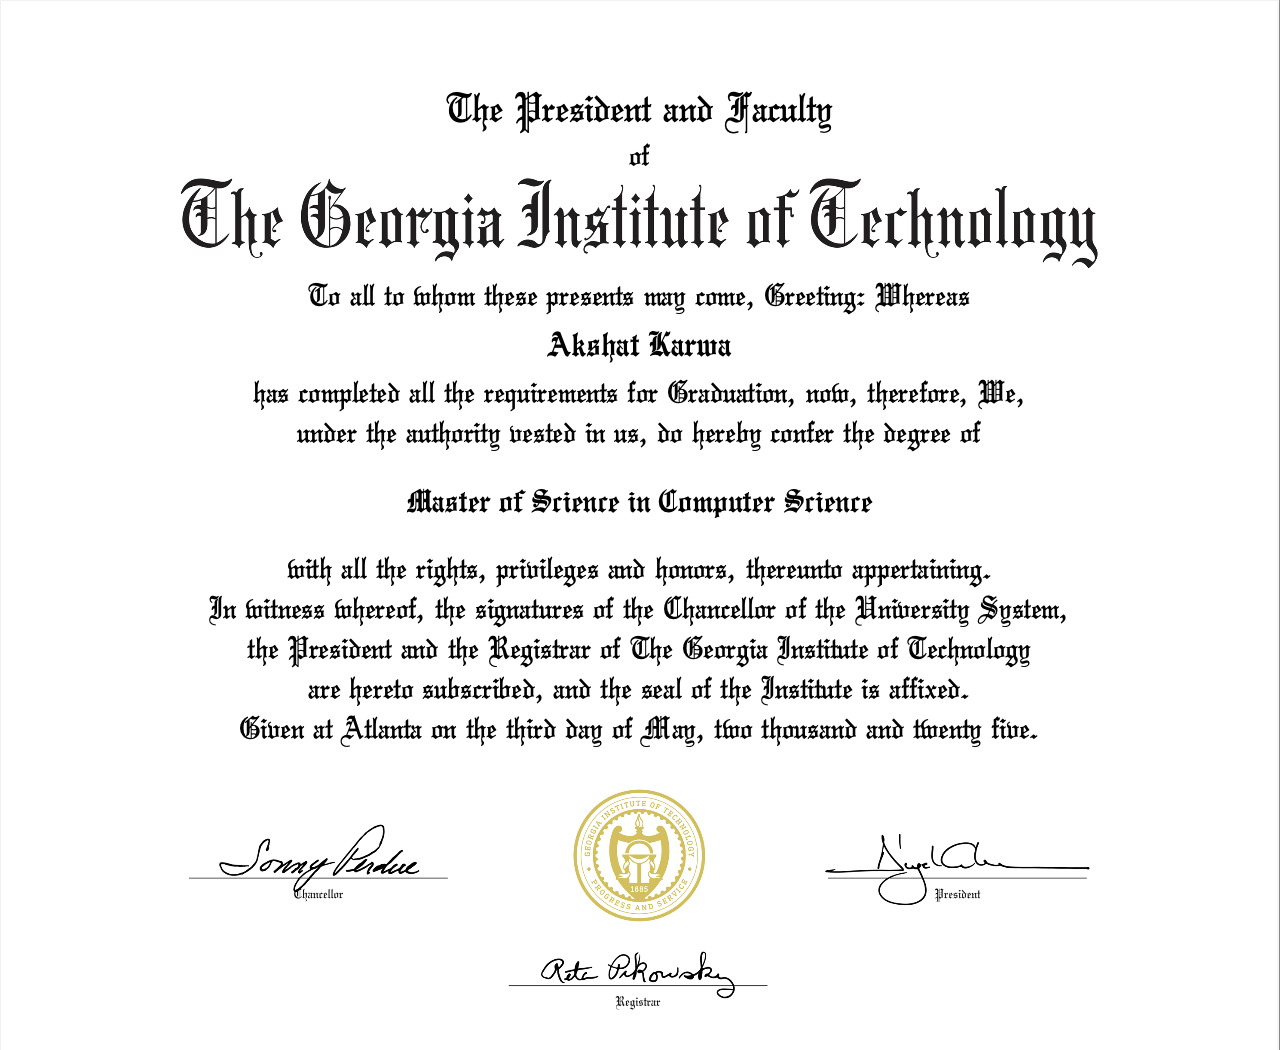 The President and Faculty
of
The Georgia Institute of Technology
To all to whom these presents may come, Greeting: Whereas
Akshat Karwa
has completed all the requirements for Graduation, now, therefore, We,
under the authority vested in us, do hereby confer the degree of
Master of Science in Computer Science
with all the rights, privileges and honors, thereunto appertaining.
In witness whereof, the signatures of the Chancellor of the University System,
the President and the Registrar of The Georgia Institute of Technology
are hereto subscribed, and the seal of the Institute is affixed.
Given at Atlanta on the third day of May, two thousand and twenty five.
Sonny Perdue
Chancellor
GEORGIA INSTITUTE OF TECHNOLOGY
1885
PROGRESS AND SERVICE
President
Reta Pikowsky
Registrar